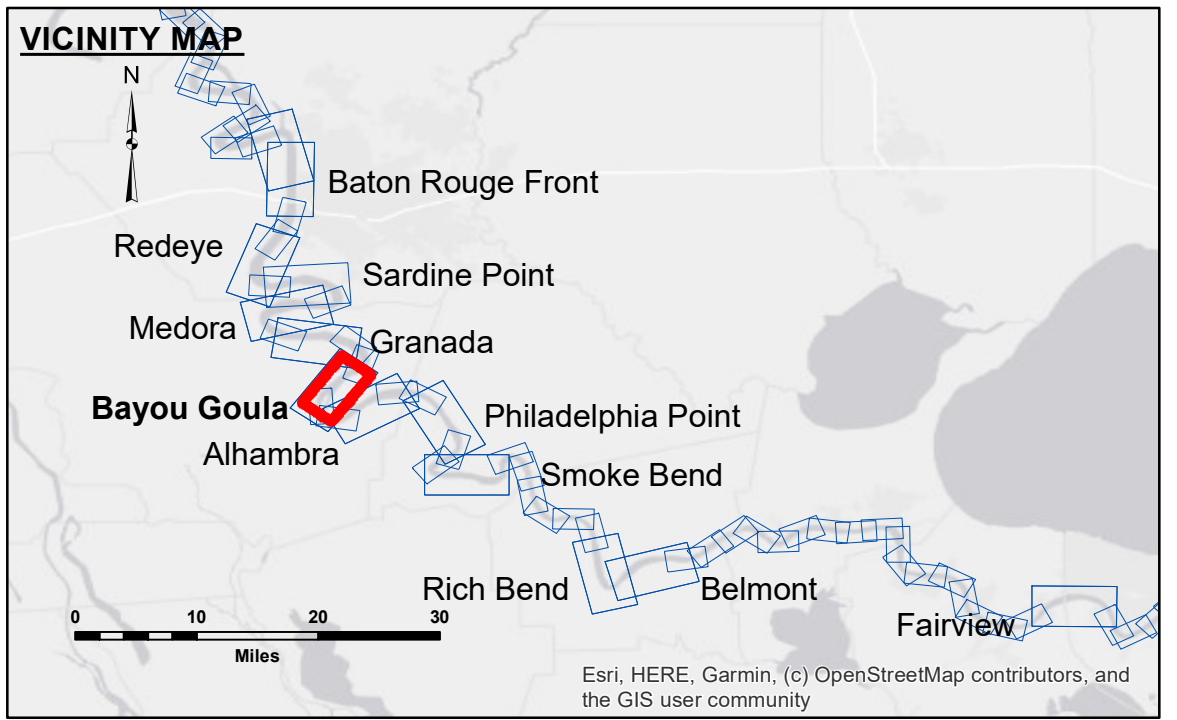 VICINITY MAP
N
Baton Rouge Front
Redeye
Sardine Point
Medora
Granada
Bayou Goula
Philadelphia Point
Alhambra
Smoke Bend
Rich Bend
Belmont
Fairview
0 10 20 30
Miles
Esri, HERE, Garmin, (c) OpenStreetMap contributors, and
the GIS user community